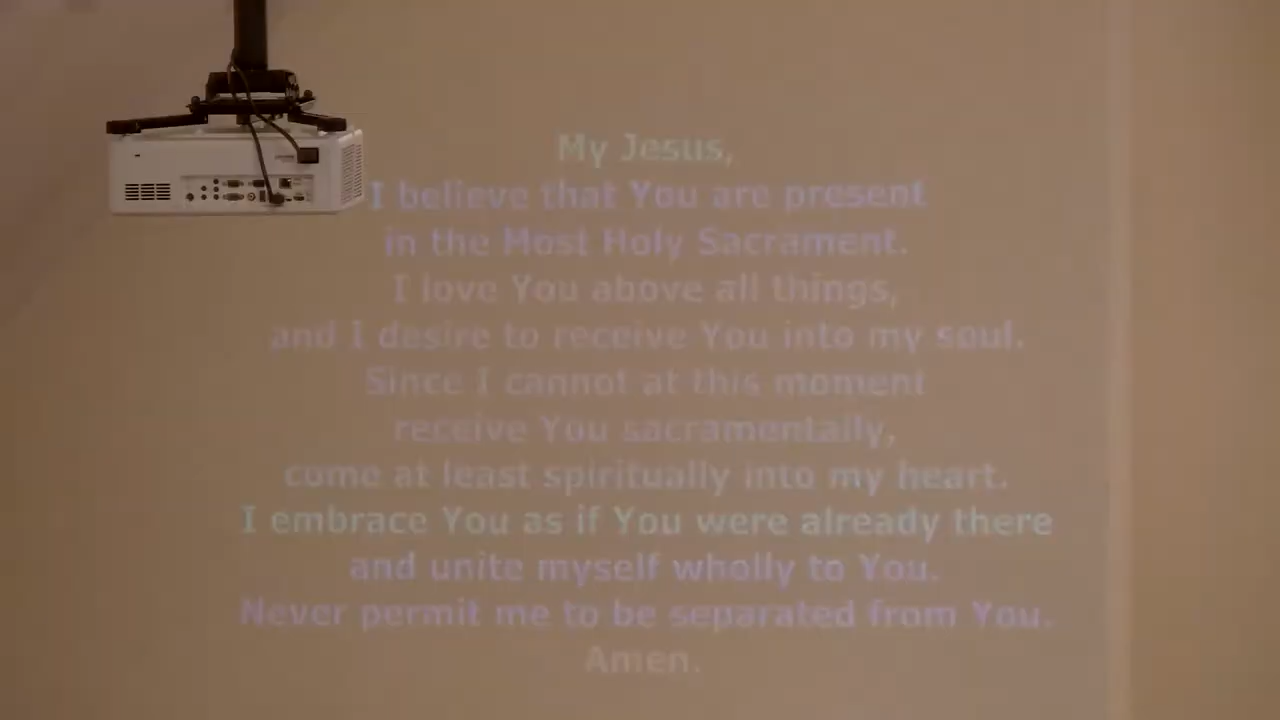 My Jesus,
I believe that You are present
in the Most Holy Sacrament.
I love You above all things,
and I desire to receive You into my soul.
Since I cannot at this moment
receive You sacramentally,
come at least spiritually into my heart.
I embrace You as if You were already there
and unite myself wholly to You.
Never permit me to be separated from You.
Amen.